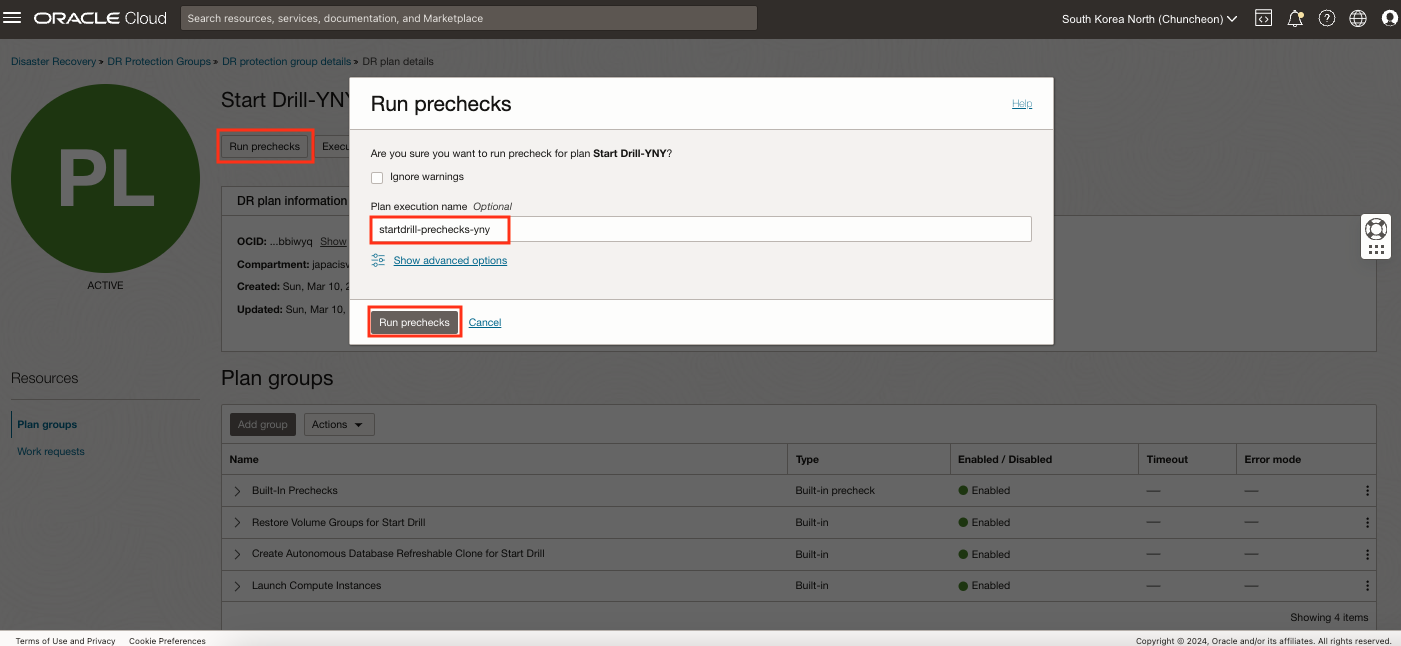 ORACLE Cloud
Search resources, services, documentation, and Marketplace
South Korea North (Chuncheon)
Disaster Recovery » DR Protection Groups » DR protection group details » DR plan details
PL
ACTIVE
Start Drill-YNY
Run prechecks
Execu
DR plan information
OCID: ...bbiwyq Show
Compartment: japacisv
Created: Sun, Mar 10, 2
Updated: Sun, Mar 10,
Run prechecks
Help
Are you sure you want to run precheck for plan Start Drill-YNY?
Ignore warnings
Plan execution name Optional
startdrill-prechecks-yny
Show advanced options
Run prechecks Cancel
Resources
Plan groups
Work requests
Plan groups
Add group Actions
Name Type Enabled / Disabled Timeout Error mode
Built-In Prechecks Built-in precheck Enabled — —
Restore Volume Groups for Start Drill Built-in Enabled — —
Create Autonomous Database Refreshable Clone for Start Drill Built-in Enabled — —
Launch Compute Instances Built-in Enabled — —
Showing 4 items
Terms of Use and Privacy Cookie Preferences
Copyright © 2024, Oracle and/or its affiliates. All rights reserved.